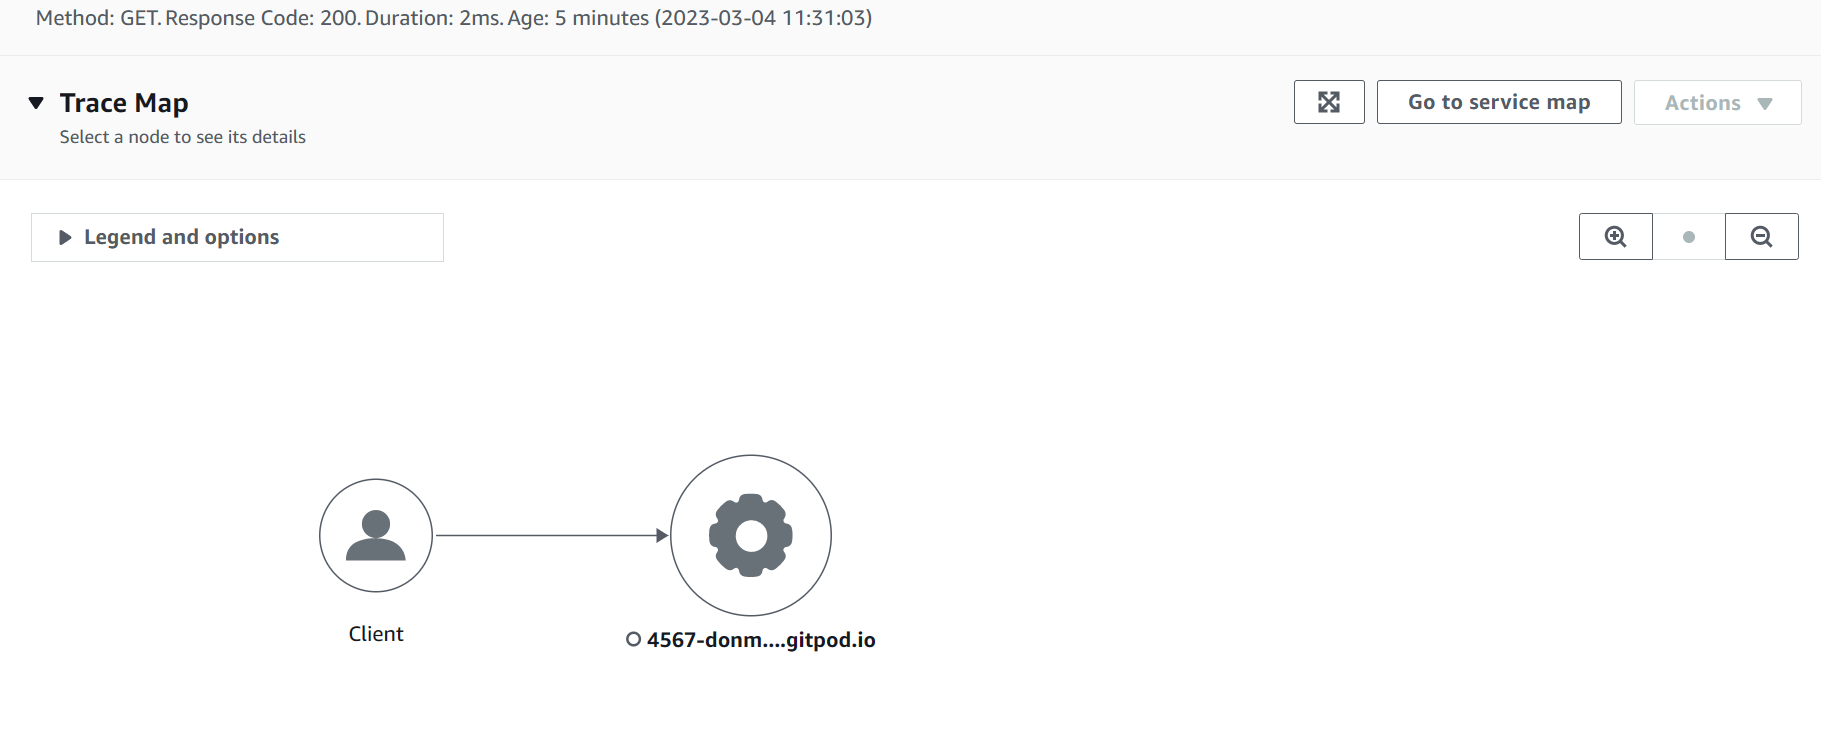 Method: GET. Response Code: 200. Duration: 2ms. Age: 5 minutes (2023-03-04 11:31:03)
Trace Map
Select a node to see its details
Go to service map
Actions
Legend and options
Client
4567-donm....gitpod.io